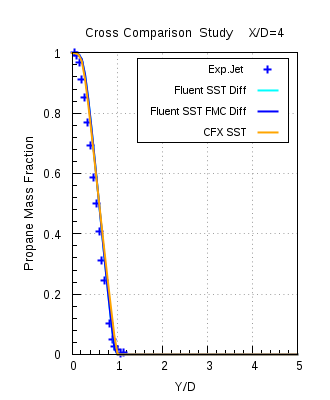 Cross Comparison Study X/D=4
Propane Mass Fraction
1
0.8
0.6
0.4
0.2
0
Exp.Jet
Fluent SST Diff
Fluent SST FMC Diff
CFX SST
0 1 2 3 4 5
Y/D